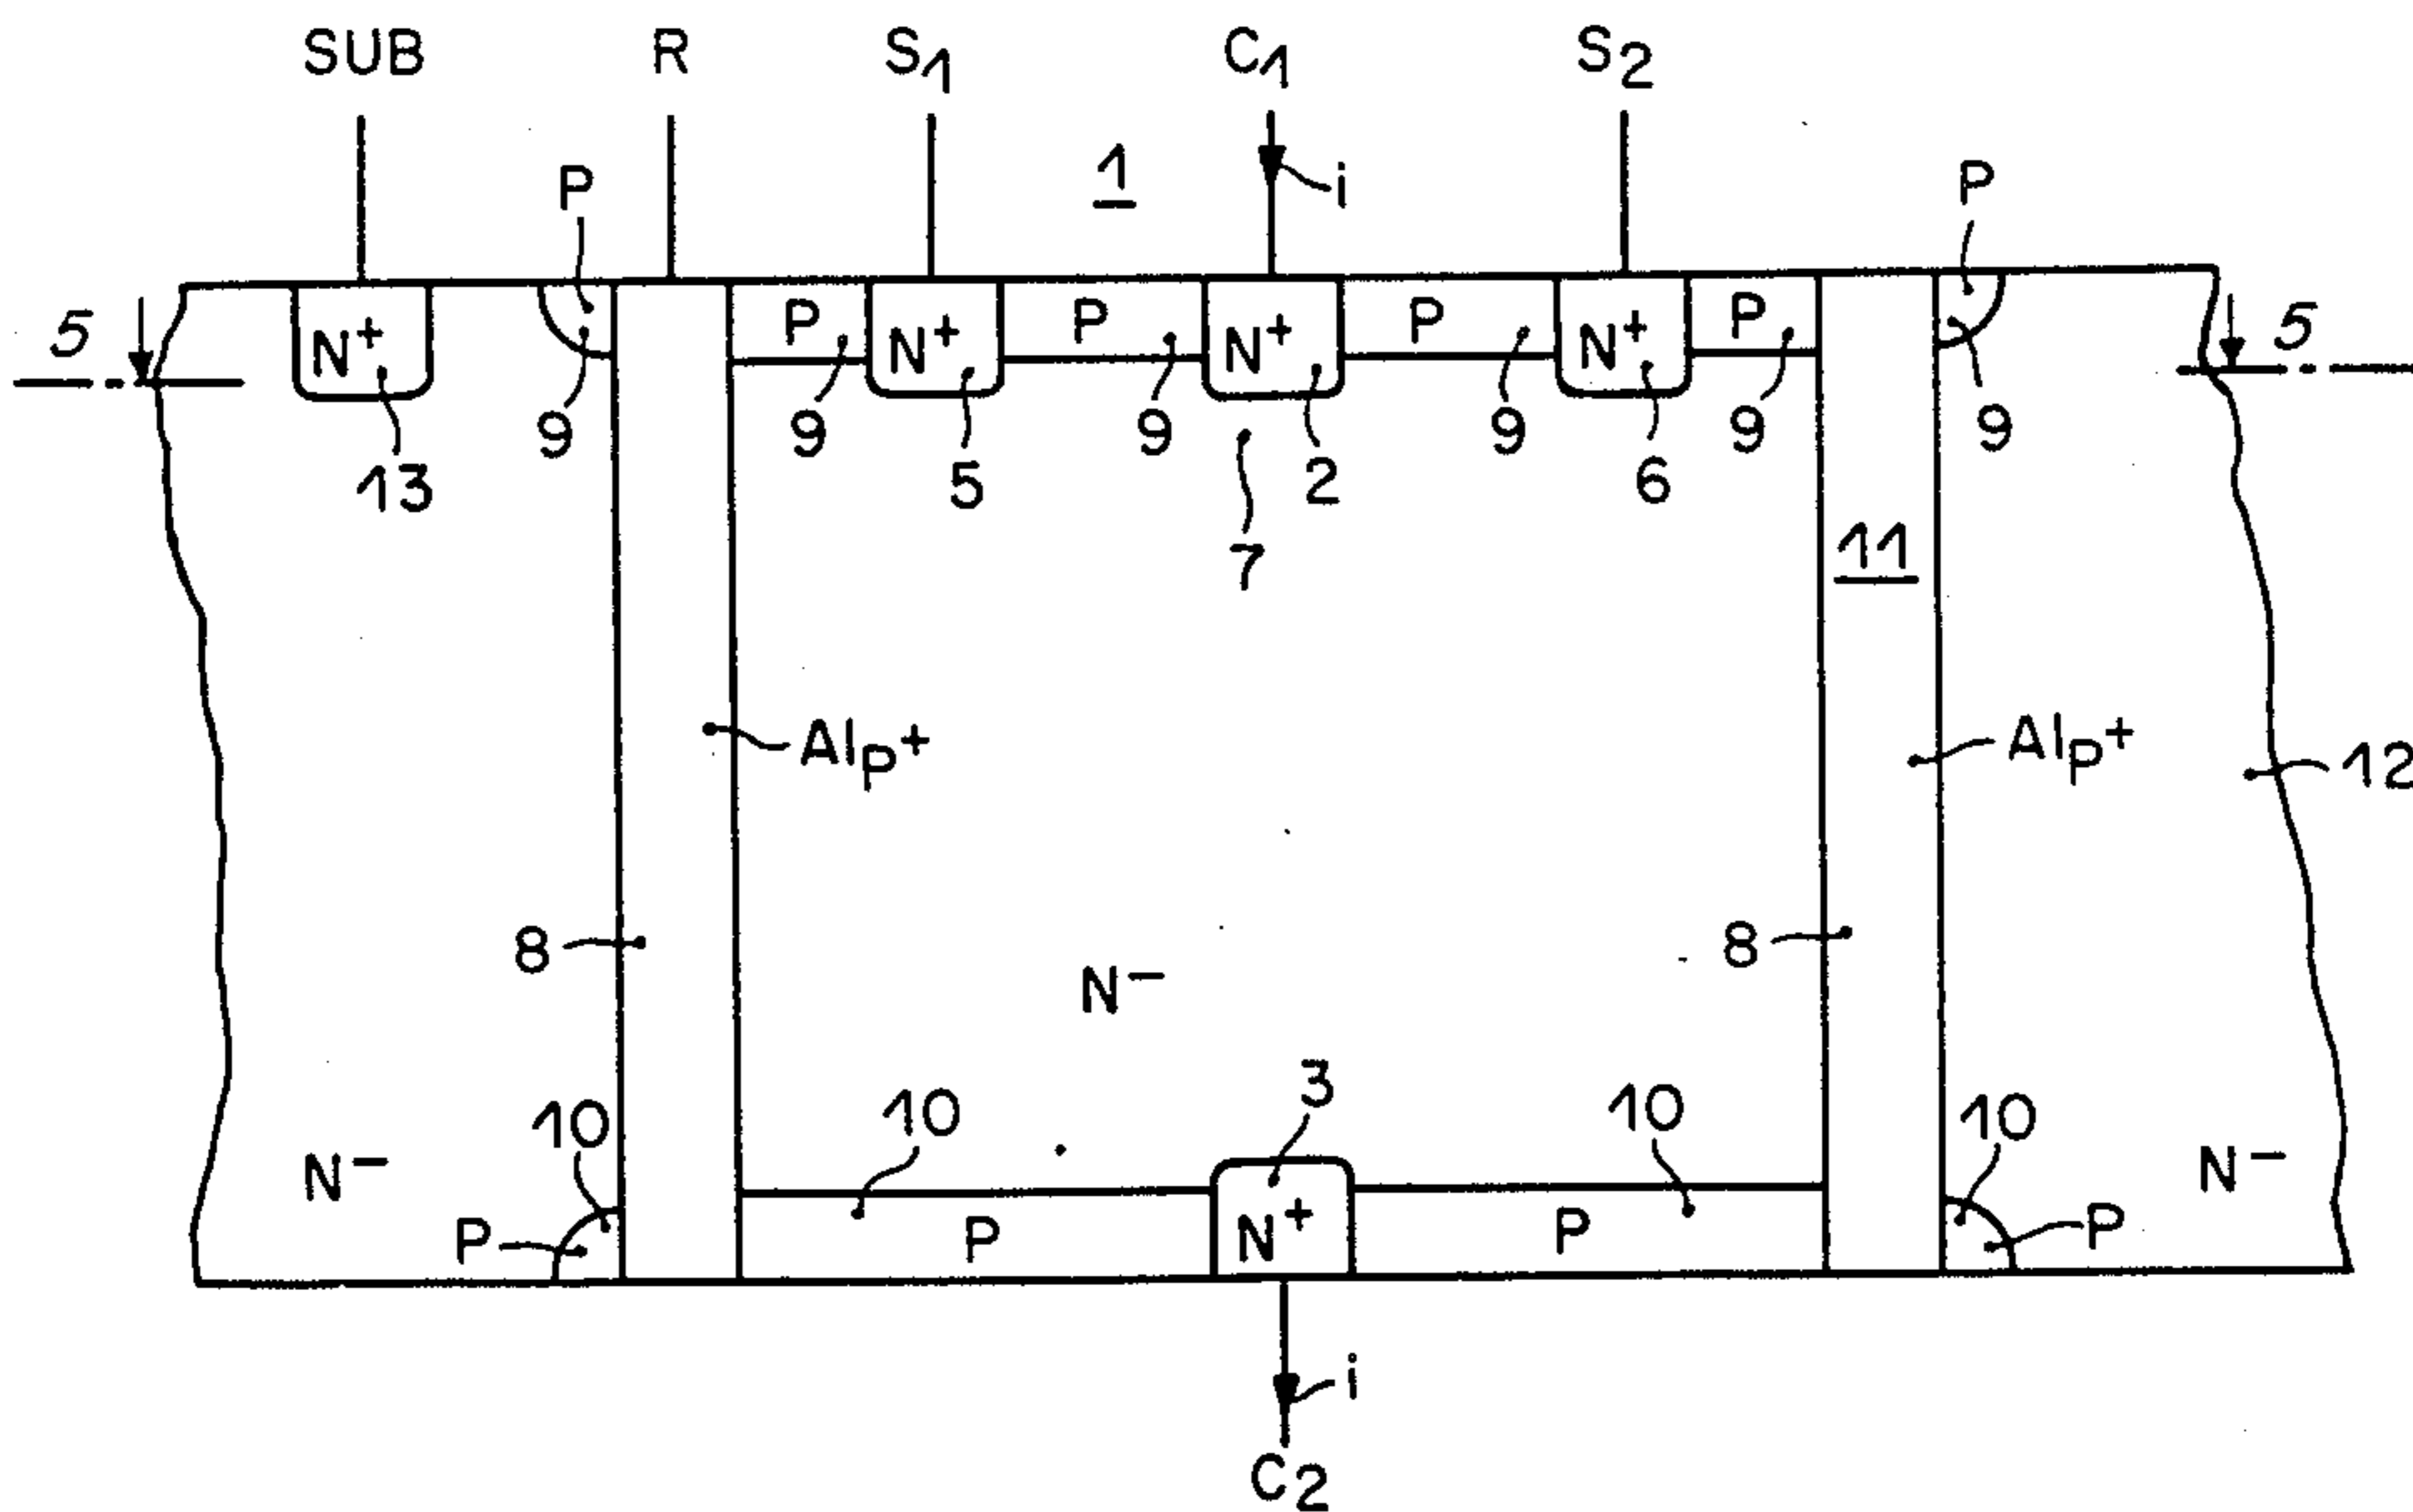 SUB R S1 C1 S2
P 1 i P
5 N+ P N+ P N+ P N+ P 5
9 9 9 9 9 9
13 5 2 6
7 11
AlP+ AlP+ 12
8 8
N−
3
10 10 10 10
N− N−
P P N+ P P
i
C2